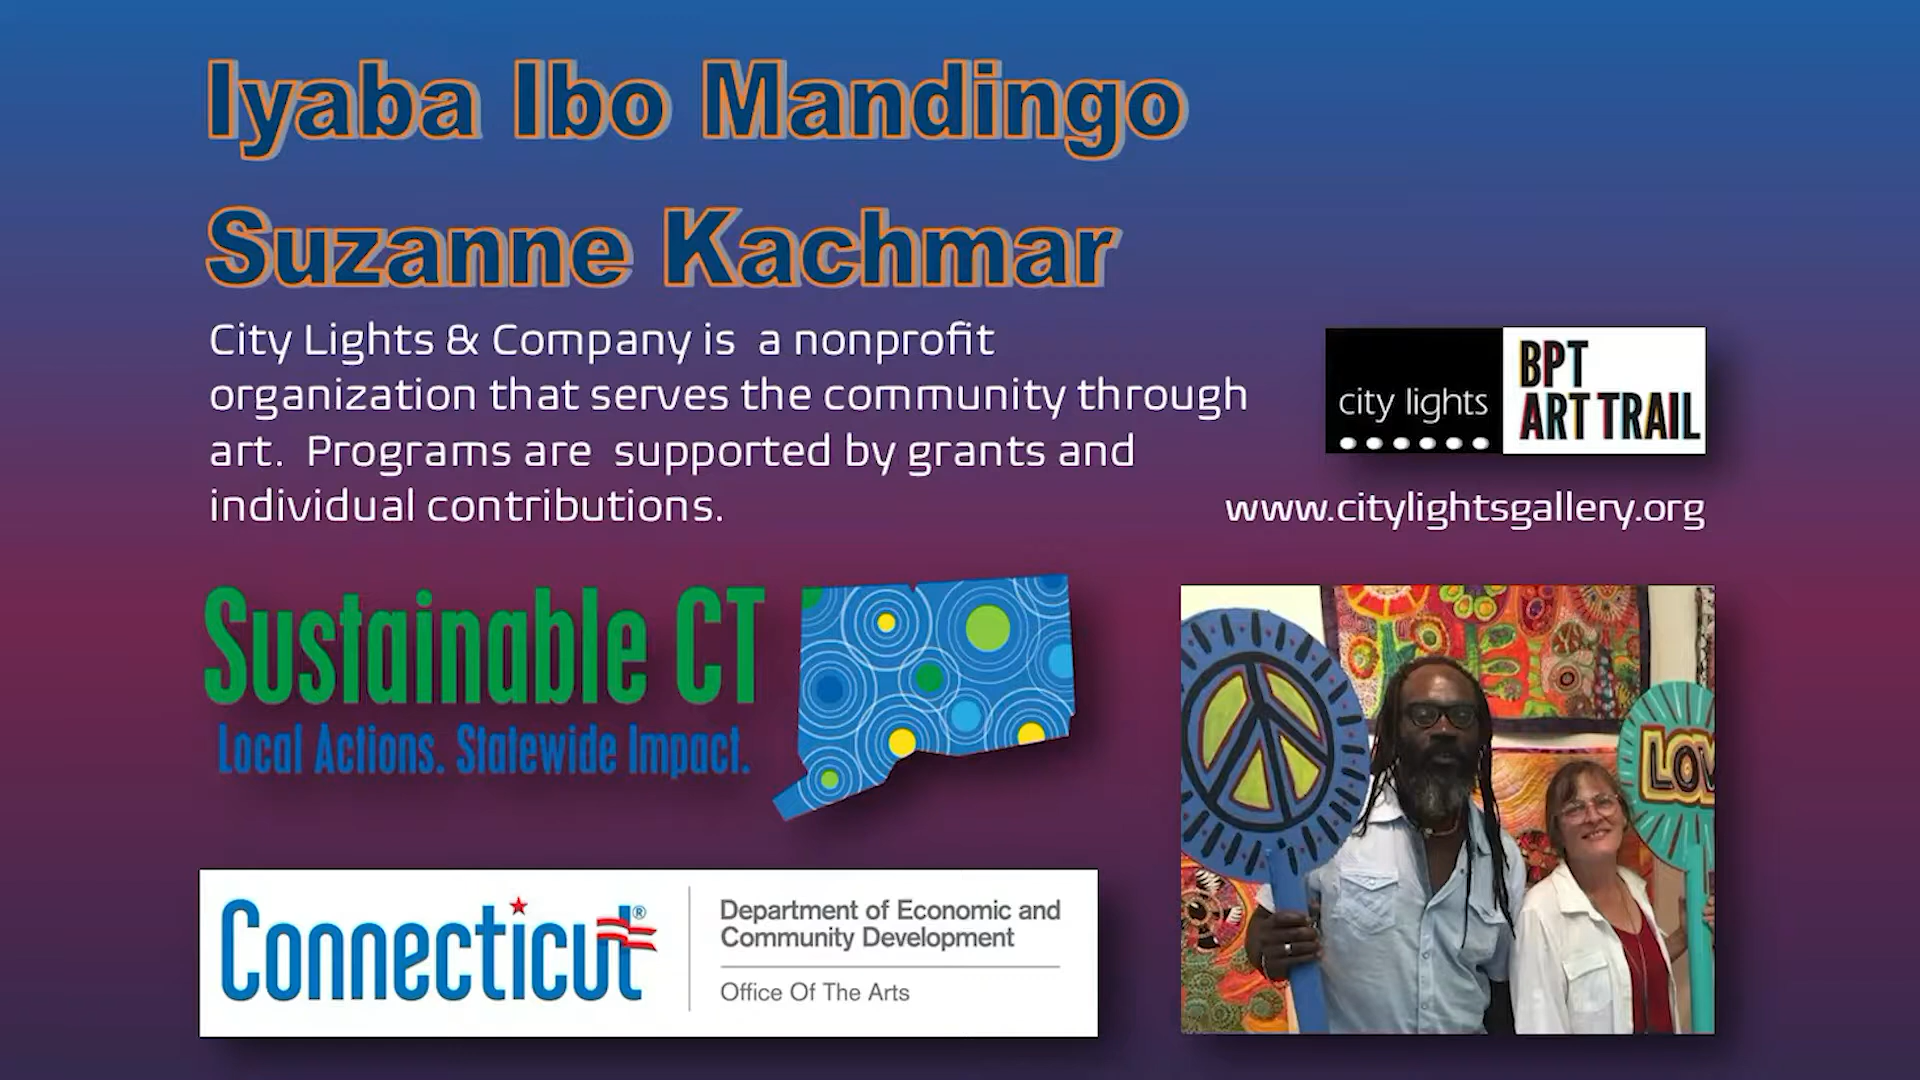 Iyaba Ibo Mandingo
Suzanne Kachmar
City Lights & Company is a nonprofit
organization that serves the community through
art. Programs are supported by grants and
individual contributions.
city lights
BPT
ART TRAIL
www.citylightsgallery.org
Sustainable CT
Local Actions. Statewide Impact.
Connecticut®
Department of Economic and
Community Development
Office Of The Arts
LOV